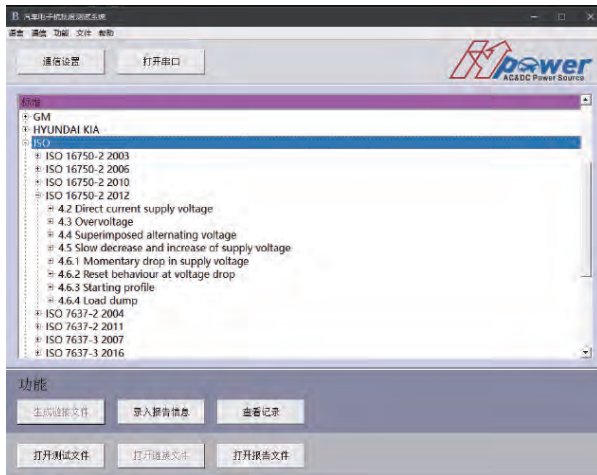 汽车电子抗扰度测试系统
语言 通信 功能 文件 帮助
通信设置 打开串口
power
AC&DC Power Source
标准
GM
HYUNDAI KIA
ISO
ISO 16750-2 2003
ISO 16750-2 2006
ISO 16750-2 2010
ISO 16750-2 2012
4.2 Direct current supply voltage
4.3 Overvoltage
4.4 Superimposed alternating voltage
4.5 Slow decrease and increase of supply voltage
4.6.1 Momentary drop in supply voltage
4.6.2 Reset behaviour at voltage drop
4.6.3 Starting profile
4.6.4 Load dump
ISO 7637-2 2004
ISO 7637-2 2011
ISO 7637-3 2007
ISO 7637-3 2016
功能
生成链接文件 录入报告信息 查看记录
打开测试文件 打开链接文件 打开报告文件